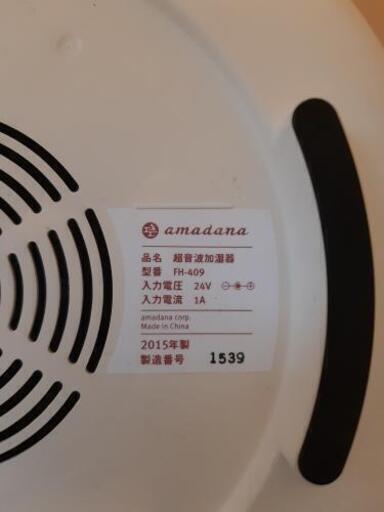 amadana
品名 超音波加湿器
型番 FH-409
入力電圧 24V
入力電流 1A
amadana corp.
Made in China
2015年製
製造番号 1539